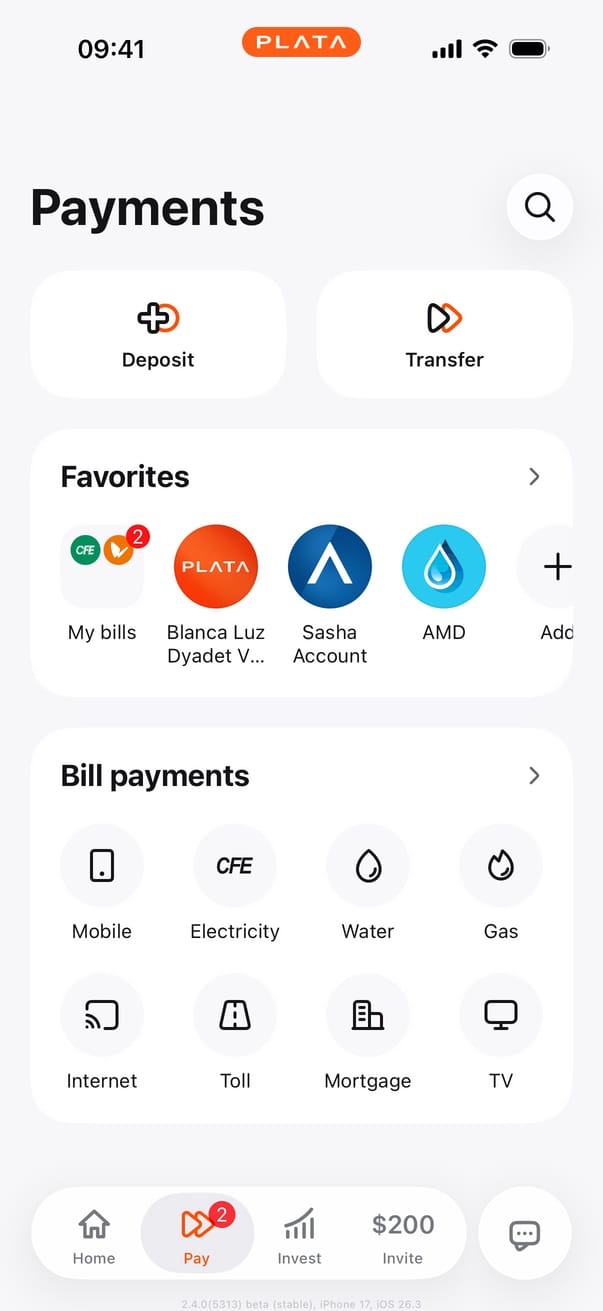 09:41
PLATA
Payments
Deposit
Transfer
Favorites
CFE
2
PLATA
My bills
Blanca Luz
Dyadet V...
Sasha
Account
AMD
Add
Bill payments
CFE
Mobile
Electricity
Water
Gas
Internet
Toll
Mortgage
TV
2
$200
Home
Pay
Invest
Invite
2.4.0(5313) beta (stable), iPhone 17, iOS 26.3